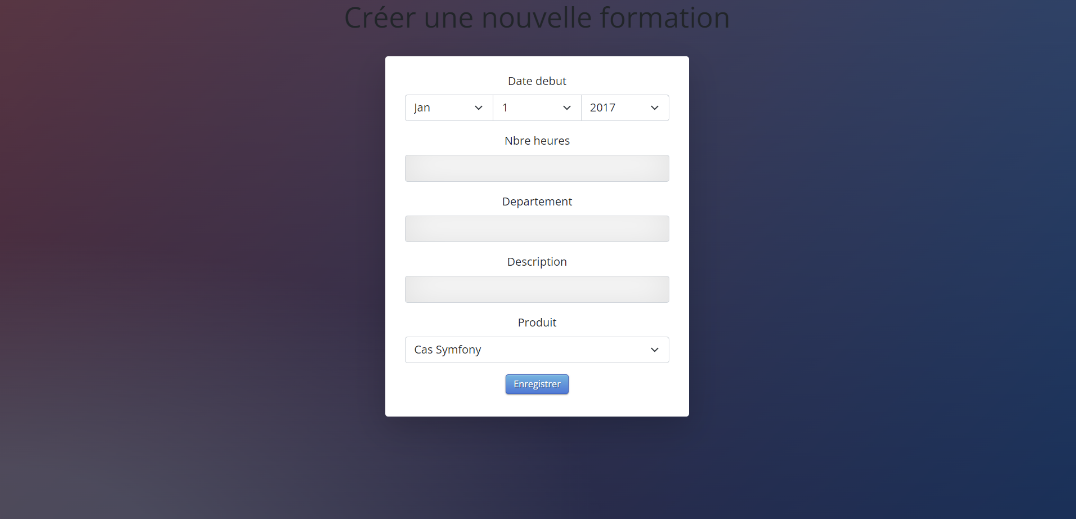 Créer une nouvelle formation
Date debut
Jan 1 2017
Nbre heures
Departement
Description
Produit
Cas Symfony
Enregistrer